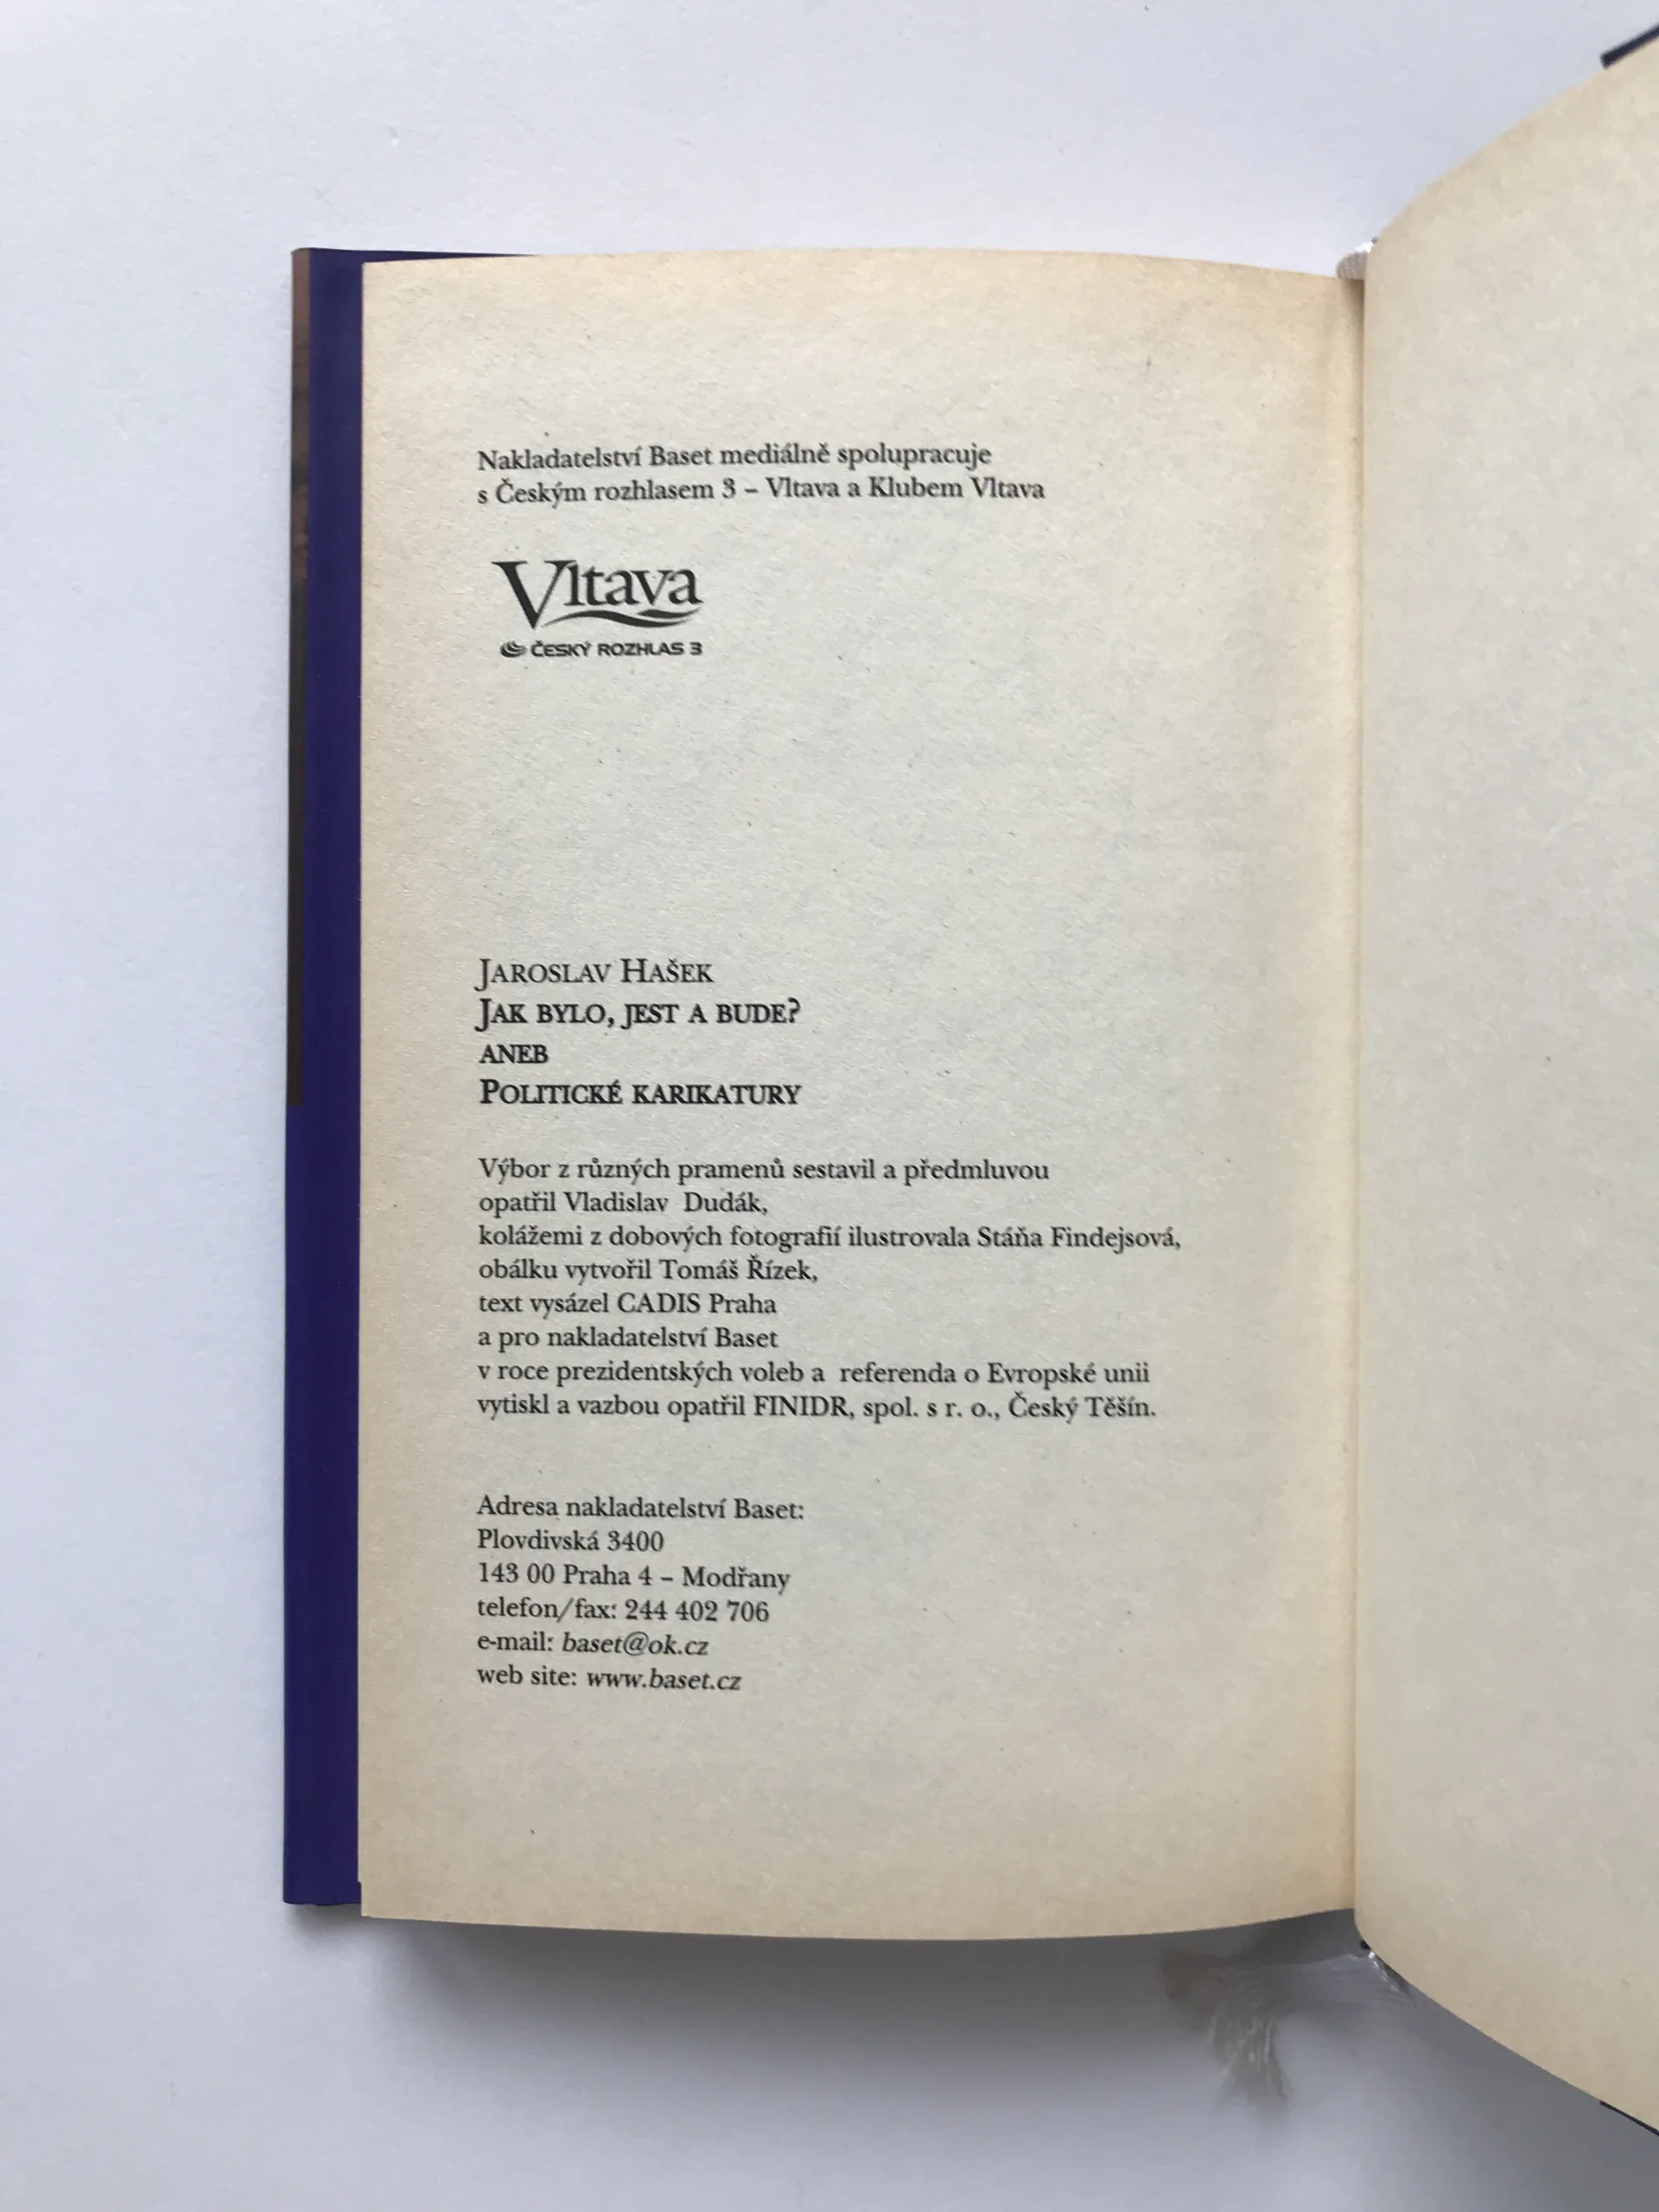 Nakladatelství Baset mediálně spolupracuje
s Českým rozhlasem 3 – Vltava a Klubem Vltava
Vltava
ČESKÝ ROZHLAS 3
JAROSLAV HAŠEK
JAK BYLO, JEST A BUDE?
ANEB
POLITICKÉ KARIKATURY
Výbor z různých pramenů sestavil a předmluvou
opatřil Vladislav Dudák,
kolážemi z dobových fotografií ilustrovala Stáňa Findejsová,
obálku vytvořil Tomáš Řízek,
text vysázel CADIS Praha
a pro nakladatelství Baset
v roce prezidentských voleb a referenda o Evropské unii
vytiskl a vazbou opatřil FINIDR, spol. s r. o., Český Těšín.
Adresa nakladatelství Baset:
Plovdivská 3400
143 00 Praha 4 – Modřany
telefon/fax: 244 402 706
e-mail: baset@ok.cz
web site: www.baset.cz